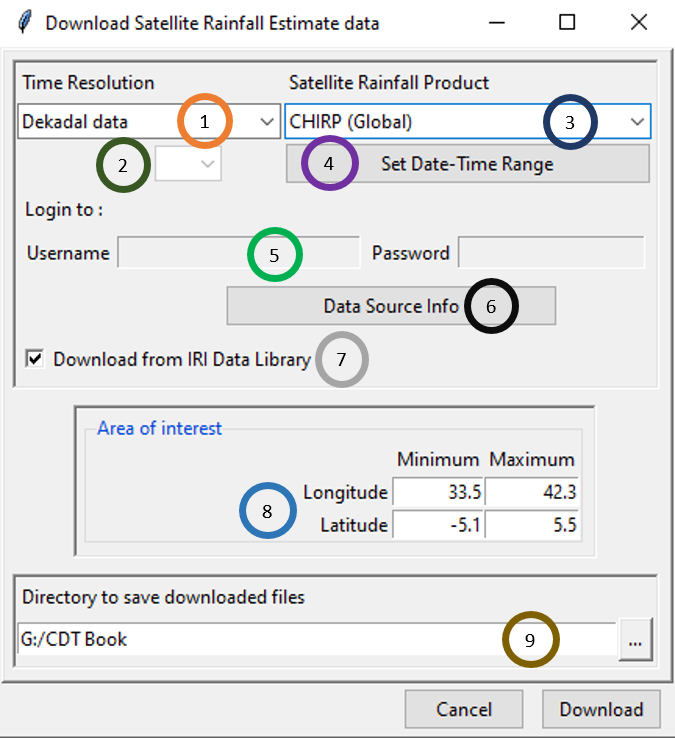 Download Satellite Rainfall Estimate data
Time Resolution Satellite Rainfall Product
Dekadal data 1 CHIRP (Global) 3
2 4 Set Date-Time Range
Login to :
Username 5 Password
Data Source Info 6
Download from IRI Data Library 7
Area of interest
Minimum Maximum
Longitude 33.5 42.3
8
Latitude -5.1 5.5
Directory to save downloaded files
G:/CDT Book 9 ...
Cancel Download